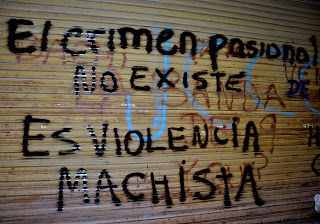 El crimen pasional
NO EXISTE
Es VIOLENCIA
MACHISTA